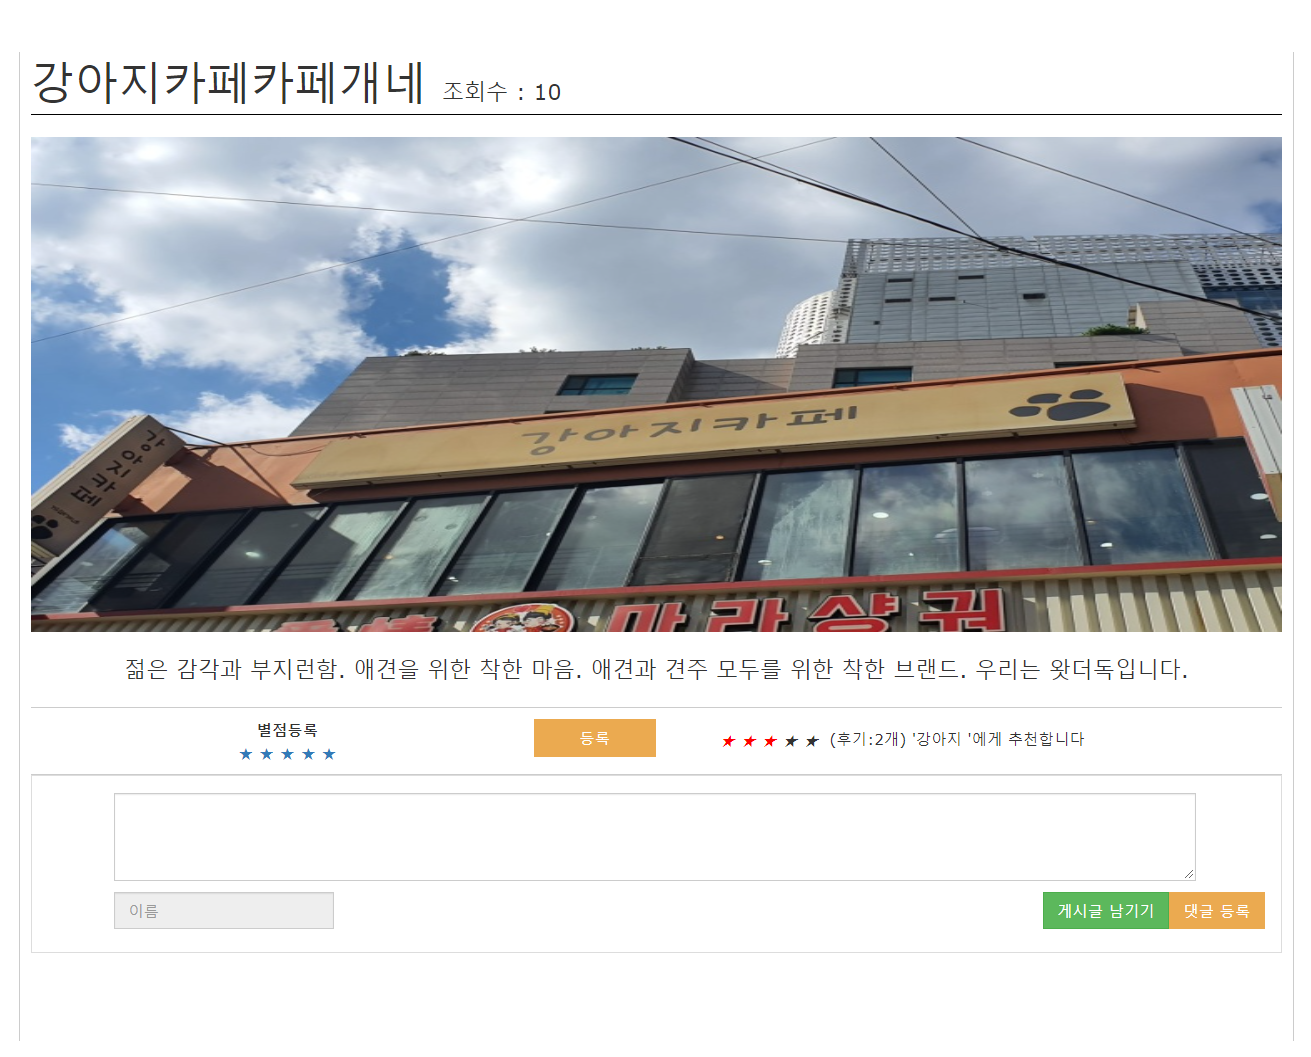 강아지카페카페개네 조회수 : 10
강아지카페
강아지카페
마라샹궈
젊은 감각과 부지런함. 애견을 위한 착한 마음. 애견과 견주 모두를 위한 착한 브랜드. 우리는 왓더독입니다.
별점등록
★ ★ ★ ★ ★
등록
★ ★ ★ ★ ★ (후기:2개) '강아지 '에게 추천합니다
이름
게시글 남기기
댓글 등록